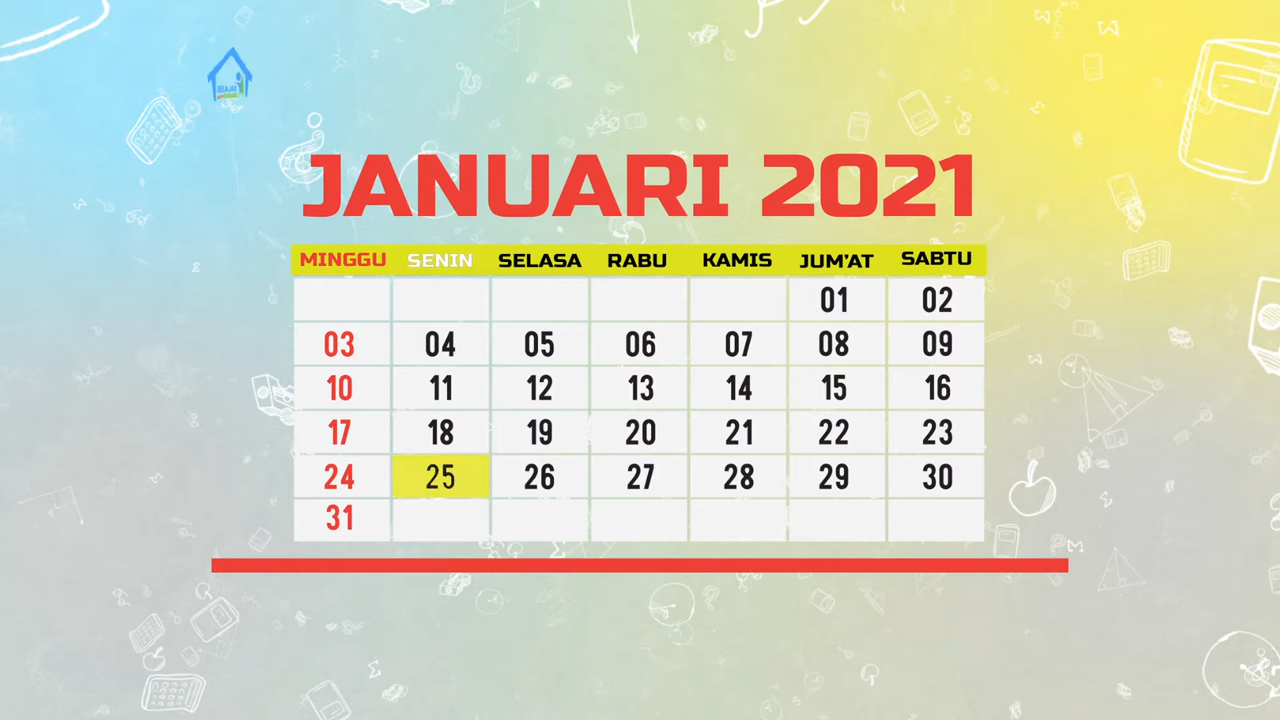 JANUARI 2021
MINGGU SENIN SELASA RABU KAMIS JUM'AT SABTU
01 02
03 04 05 06 07 08 09
10 11 12 13 14 15 16
17 18 19 20 21 22 23
24 25 26 27 28 29 30
31